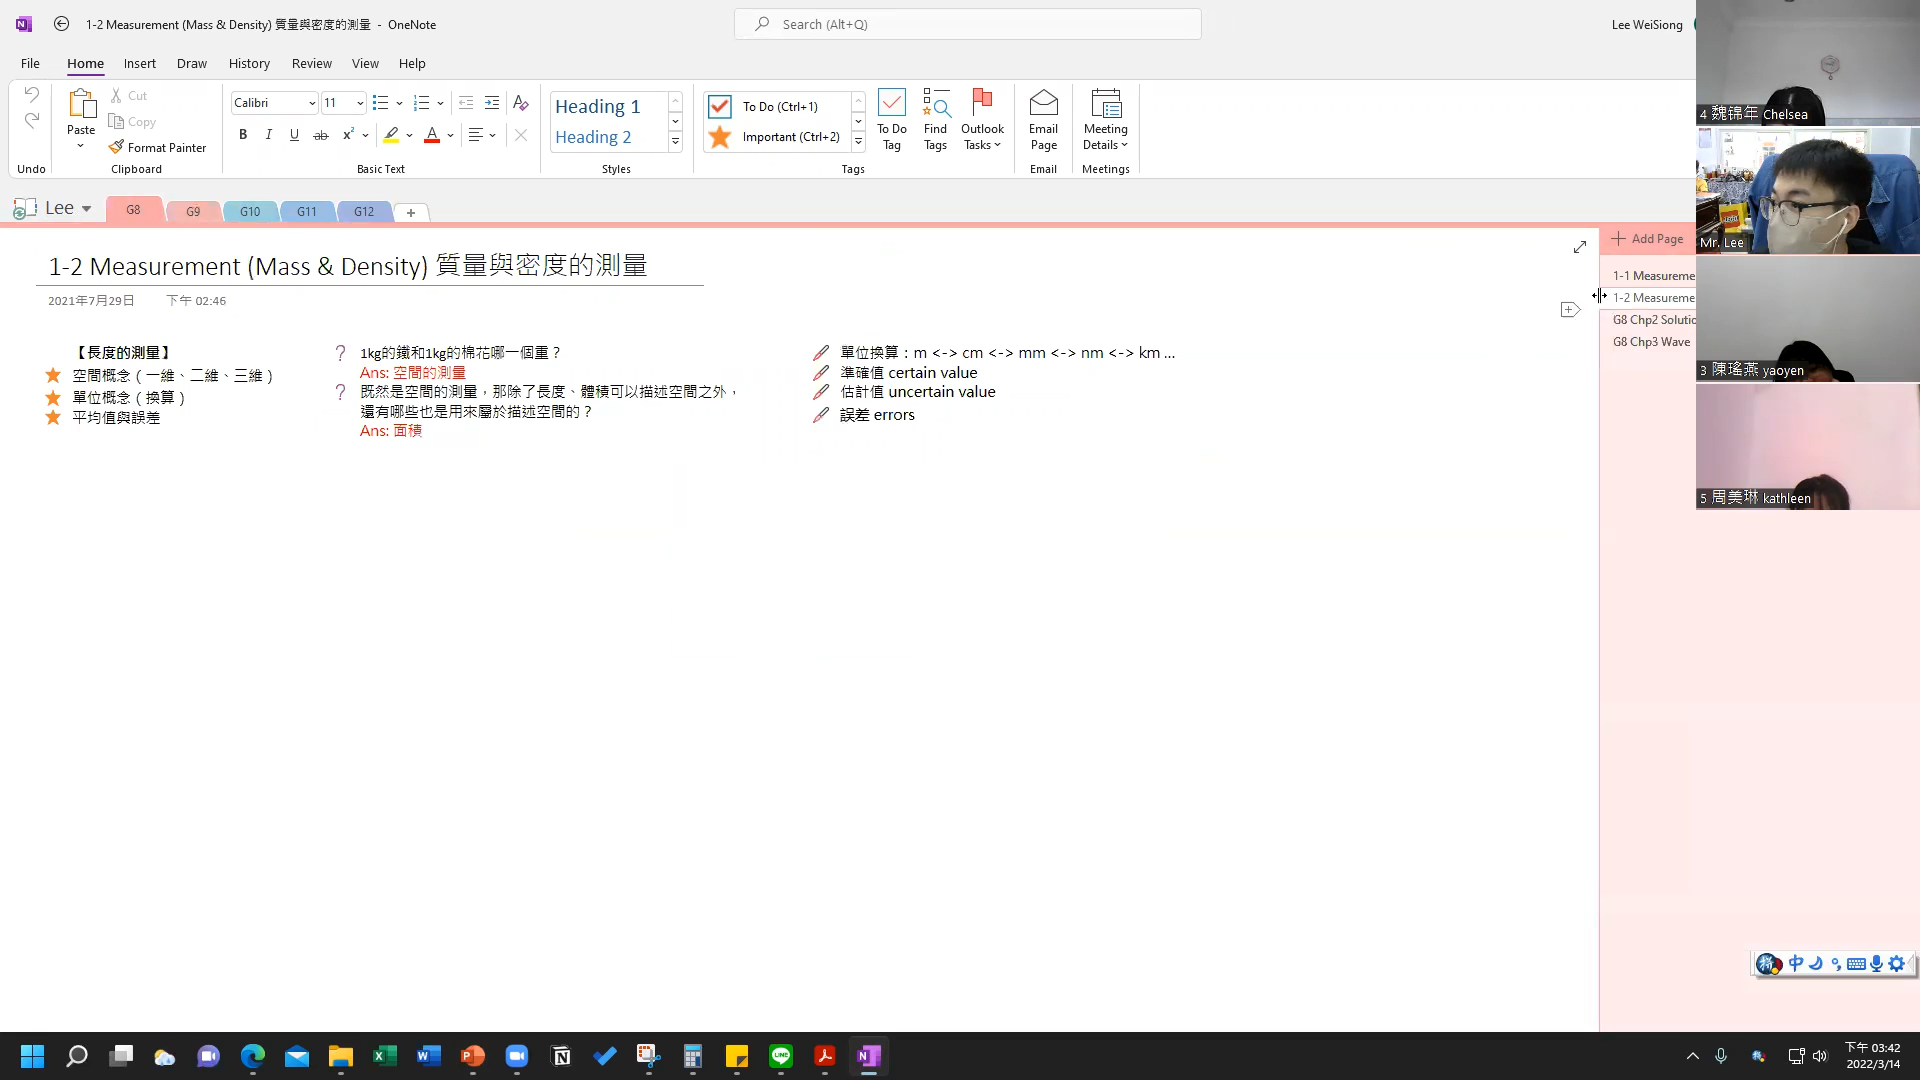 1-2 Measurement (Mass & Density) 質量與密度的測量 - OneNote
Search (Alt+Q)
Lee WeiSiong
File Home Insert Draw History Review View Help
Paste
Cut
Copy
Format Painter
Calibri 11
Heading 1
Heading 2
To Do (Ctrl+1)
Important (Ctrl+2)
To Do Tag
Find Tags
Outlook Tasks
Email Page
Meeting Details
Undo Clipboard Basic Text Styles Tags Email Meetings
Lee G8 G9 G10 G11 G12
1-2 Measurement (Mass & Density) 質量與密度的測量
2021年7月29日 下午 02:46
【長度的測量】
空間概念（一維、二維、三維）
單位概念（換算）
平均值與誤差
? 1kg的鐵和1kg的棉花哪一個重？
Ans: 空間的測量
? 既然是空間的測量，那除了長度、體積可以描述空間之外，
還有哪些也是用來屬於描述空間的？
Ans: 面積
單位換算：m <-> cm <-> mm <-> nm <-> km ...
準確值 certain value
估計值 uncertain value
誤差 errors
Add Page
1-1 Measureme
1-2 Measureme
G8 Chp2 Solutio
G8 Chp3 Wave
4 魏锦年 Chelsea
Mr. Lee
3 陳瑤燕 yaoyen
5 周美琳 kathleen
中
下午 03:42
2022/3/14